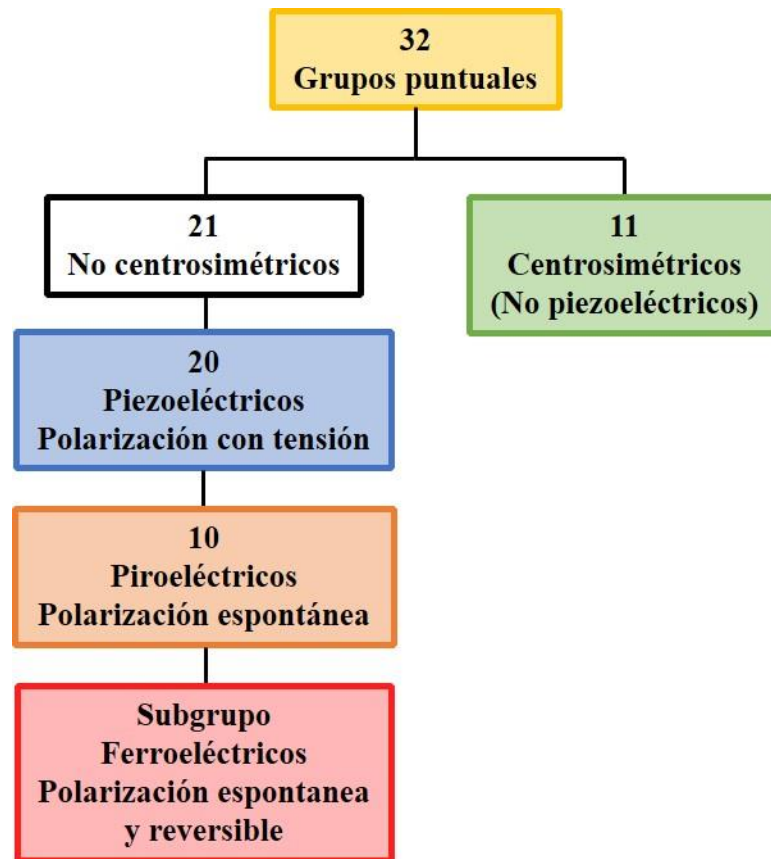 32
Grupos puntuales
21
No centrosimétricos
11
Centrosimétricos
(No piezoeléctricos)
20
Piezoeléctricos
Polarización con tensión
10
Piroeléctricos
Polarización espontánea
Subgrupo
Ferroeléctricos
Polarización espontanea
y reversible